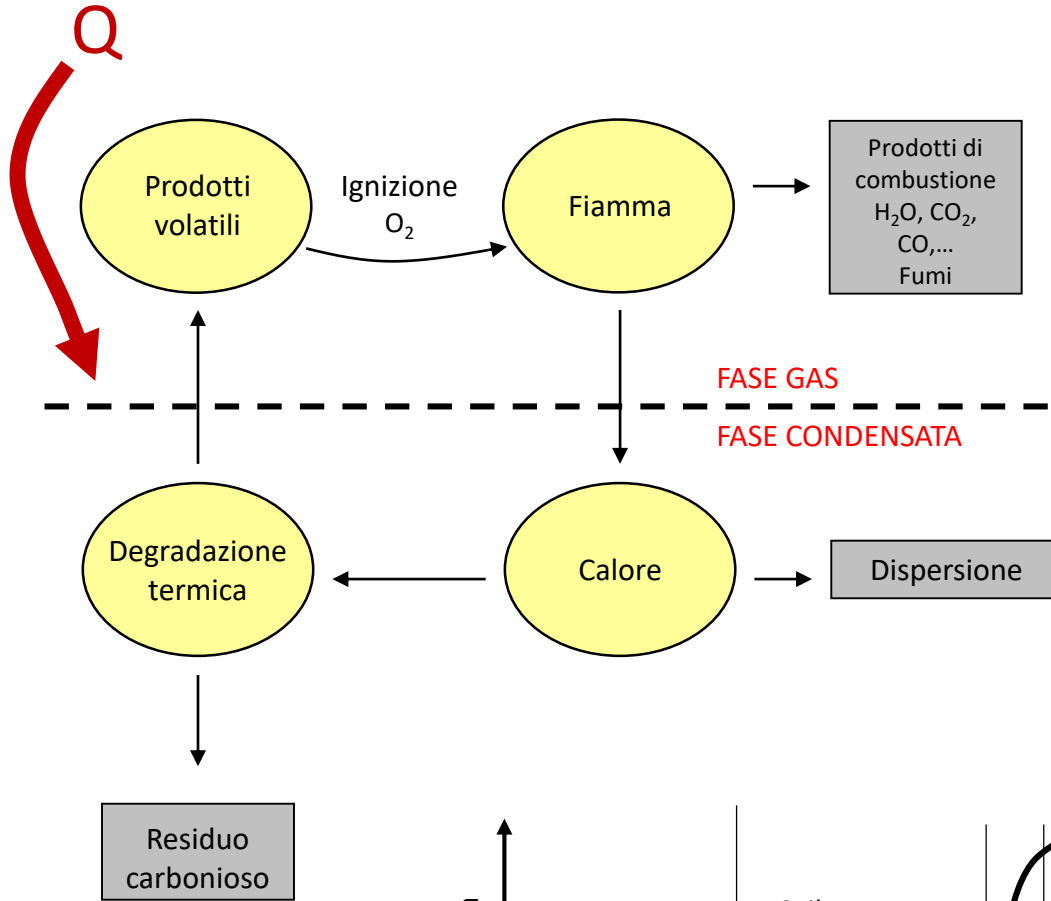 Q
Prodotti
volatili
Ignizione
O₂
Fiamma
Prodotti di
combustione
H₂O, CO₂,
CO,...
Fumi
FASE GAS
FASE CONDENSATA
Degradazione
termica
Calore
Dispersione
Residuo
carbonioso